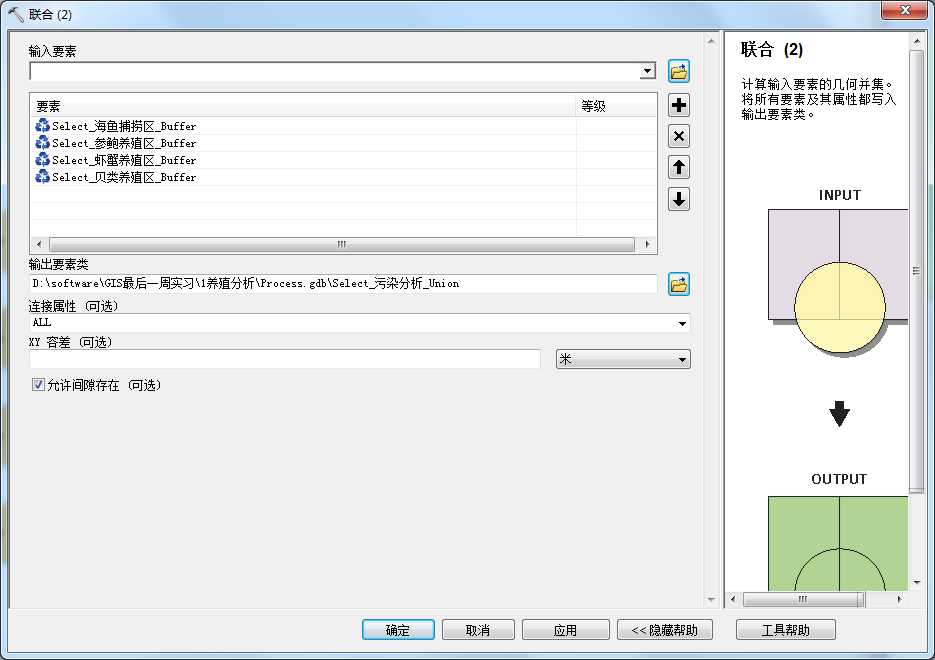 联合 (2)
输入要素
要素 等级
Select_海鱼捕捞区_Buffer
Select_参鲍养殖区_Buffer
Select_虾蟹养殖区_Buffer
Select_贝类养殖区_Buffer
输出要素类
D:\software\GIS最后一周实习\1养殖分析\Process.gdb\Select_污染分析_Union
连接属性 (可选)
ALL
XY 容差 (可选)
米
允许间隙存在 (可选)
确定
取消
应用
<< 隐藏帮助
工具帮助
联合 (2)
计算输入要素的几何并集。
将所有要素及其属性都写入
输出要素类。
INPUT
OUTPUT